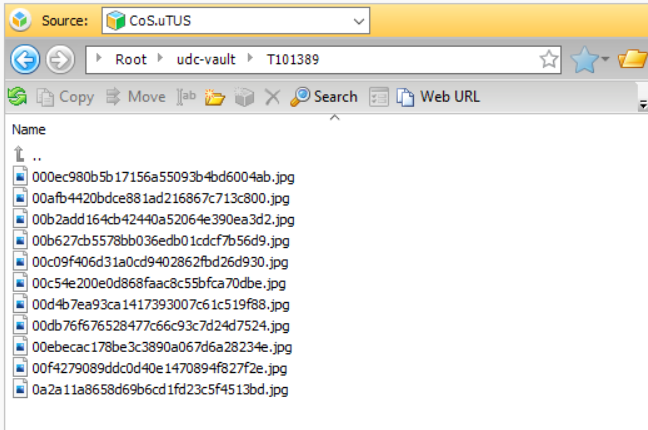 Source: CoS.uTUS
Root udc-vault T101389
Copy Move ab Search Web URL
Name
..
000ec980b5b17156a55093b4bd6004ab.jpg
00afb4420bdce881ad216867c713c800.jpg
00b2add164cb42440a52064e390ea3d2.jpg
00b627cb5578bb036edb01cdcf7b56d9.jpg
00c09f406d31a0cd9402862fbd26d930.jpg
00c54e200e0d868faac8c55bfca70dbe.jpg
00d4b7ea93ca1417393007c61c519f88.jpg
00db76f676528477c66c93c7d24d7524.jpg
00ebecac178be3c3890a067d6a28234e.jpg
00f4279089ddc0d40e1470894f827f2e.jpg
0a2a11a8658d69b6cd1fd23c5f4513bd.jpg